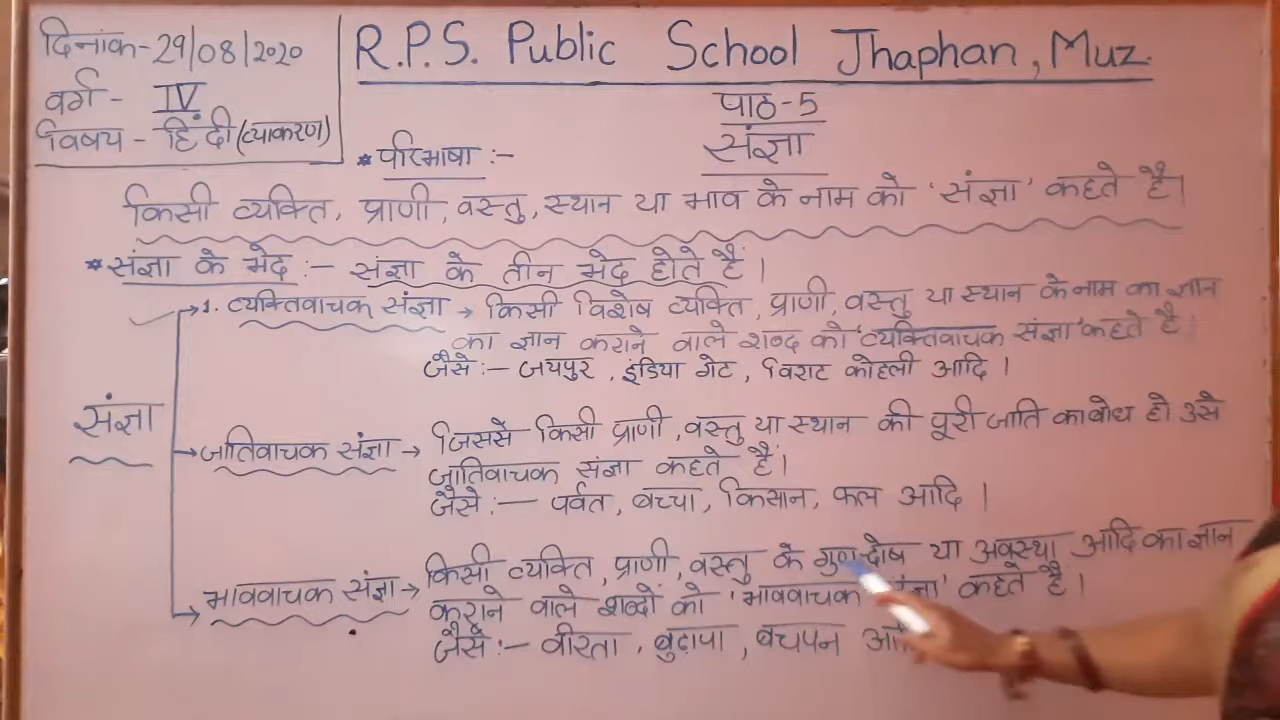 दिनांक-29/08/2020
वर्ग - IV
विषय - हिंदी (व्याकरण)
R.P.S. Public School Jhaphan, Muz.
पाठ-5
संज्ञा
* परिभाषा :-
किसी व्यक्ति, प्राणी, वस्तु, स्थान या भाव के नाम को 'संज्ञा' कहते है।
* संज्ञा के भेद :- संज्ञा के तीन भेद होते हैं।
संज्ञा
1. व्यक्तिवाचक संज्ञा → किसी विशेष व्यक्ति, प्राणी, वस्तु या स्थान के नाम का ज्ञान
का ज्ञान कराने वाले शब्द को 'व्यक्तिवाचक संज्ञा' कहते है।
जैसे :- जयपुर, इंडिया गेट, विराट कोहली आदि।
जातिवाचक संज्ञा → जिससे किसी प्राणी, वस्तु या स्थान की पूरी जाति का बोध हो उसे
जातिवाचक संज्ञा कहते है।
जैसे :- पर्वत, बच्चा, किसान, फल आदि।
भाववाचक संज्ञा → किसी व्यक्ति, प्राणी, वस्तु के गुण-दोष या अवस्था आदि का ज्ञान
कराने वाले शब्दों को 'भाववाचक कहते है।
जैसे :- वीरता, बुढ़ापा, बचपन